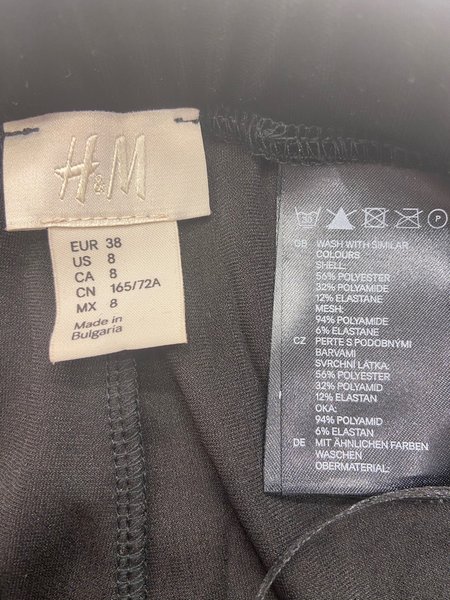 H&M
EUR 38
US 8
CA 8
CN 165/72A
MX 8
Made in
Bulgaria
GB WASH WITH SIMILAR
COLOURS
SHELL:
56% POLYESTER
32% POLYAMIDE
12% ELASTANE
MESH:
94% POLYAMIDE
6% ELASTANE
CZ PERTE S PODOBNÝMI
BARVAMI
SVRCHNÍ LÁTKA:
56% POLYESTER
32% POLYAMID
12% ELASTAN
OKA:
94% POLYAMID
6% ELASTAN
DE MIT ÄHNLICHEN FARBEN
WASCHEN
OBERMATERIAL: